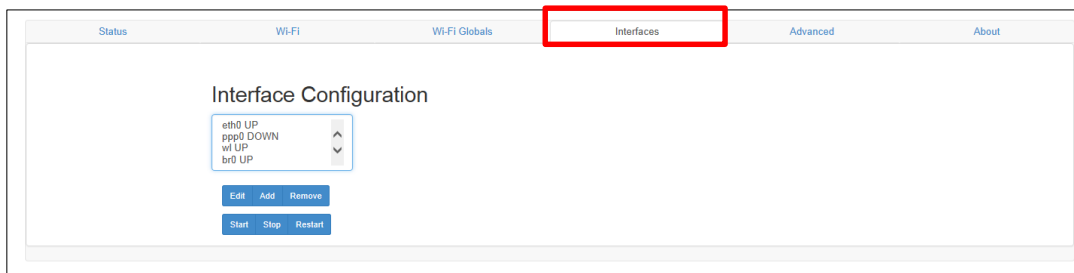 Status Wi-Fi Wi-Fi Globals Interfaces Advanced About
Interface Configuration
eth0 UP
ppp0 DOWN
wl UP
br0 UP
Edit Add Remove
Start Stop Restart